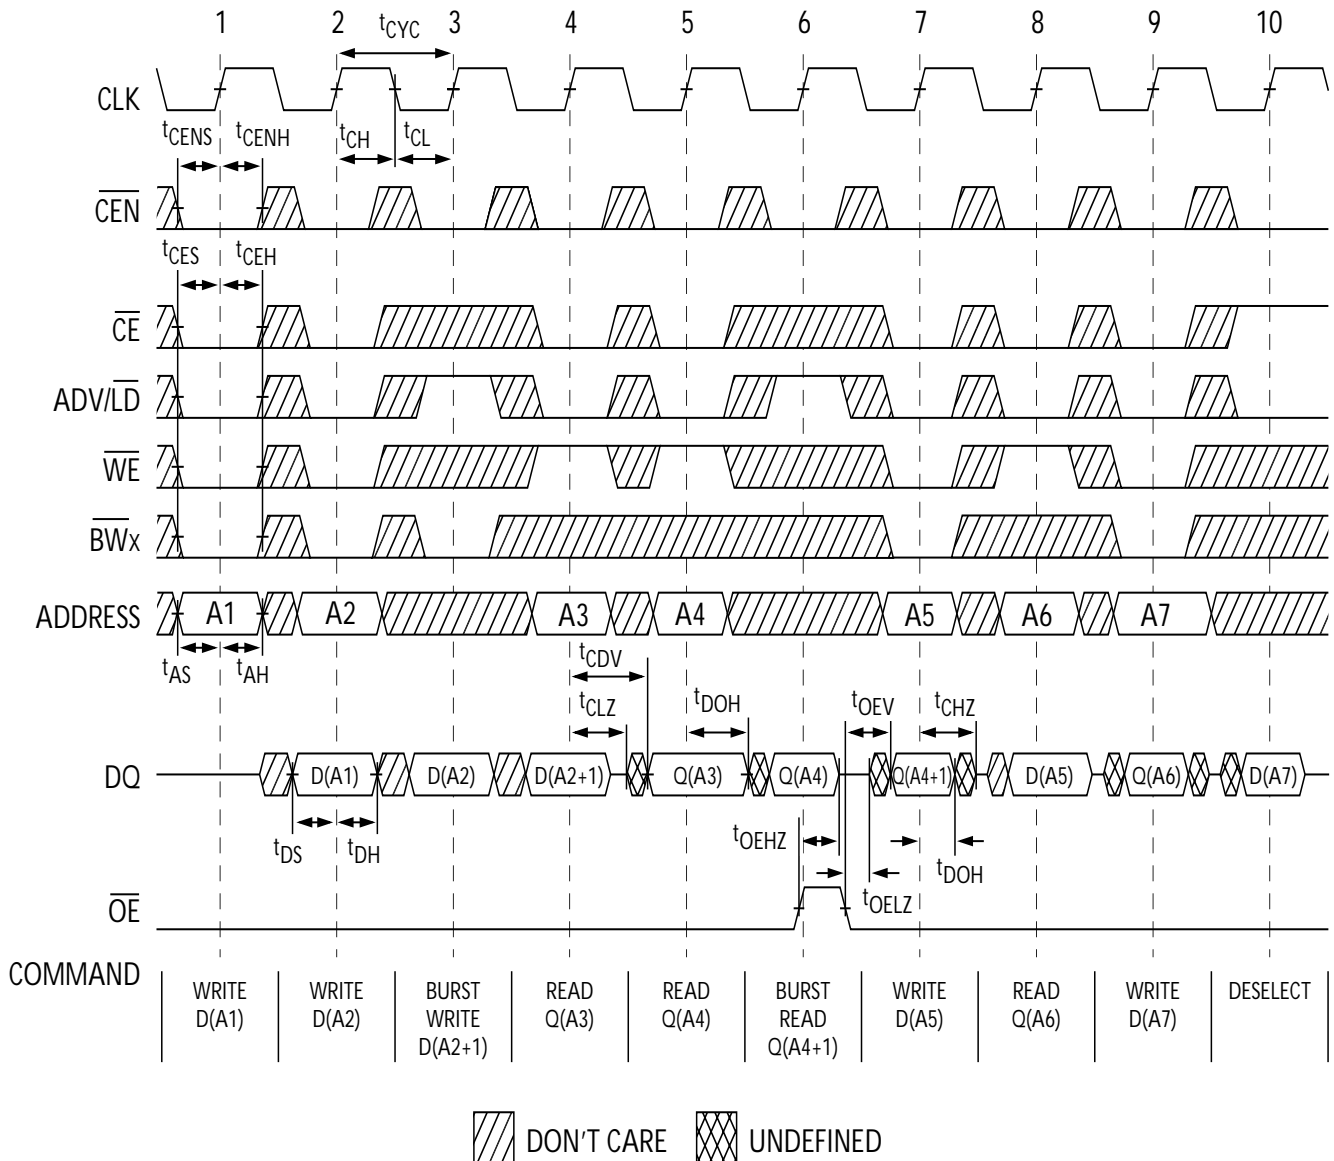 1 2 tCYC 3 4 5 6 7 8 9 10
CLK
tCENS tCENH tCH tCL
CEN
tCES tCEH
CE
ADV/LD
WE
BWx
ADDRESS A1 A2 A3 A4 A5 A6 A7
tAS tAH tCDV
tCLZ tDOH tOEV tCHZ
DQ D(A1) D(A2) D(A2+1) Q(A3) Q(A4) Q(A4+1) D(A5) Q(A6) D(A7)
tDS tDH tOEHZ tDOH
tOELZ
OE
COMMAND
WRITE WRITE BURST READ READ BURST WRITE READ WRITE DESELECT
D(A1) D(A2) WRITE Q(A3) Q(A4) READ D(A5) Q(A6) D(A7)
D(A2+1) Q(A4+1)
DON'T CARE UNDEFINED